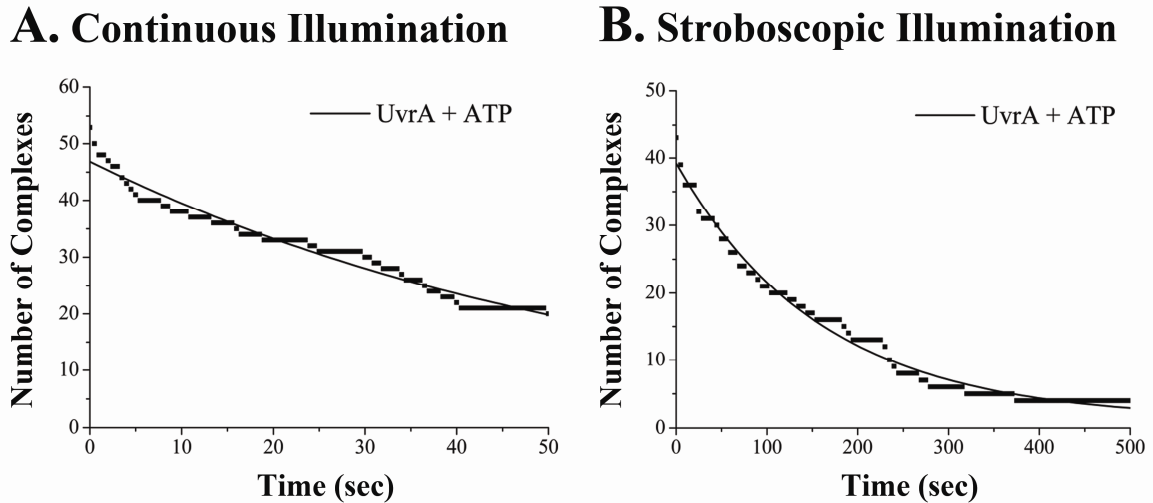 A. Continuous Illumination
UvrA + ATP
Number of Complexes
60
50
40
30
20
10
0
0 10 20 30 40 50
Time (sec)
B. Stroboscopic Illumination
UvrA + ATP
Number of Complexes
50
40
30
20
10
0
0 100 200 300 400 500
Time (sec)